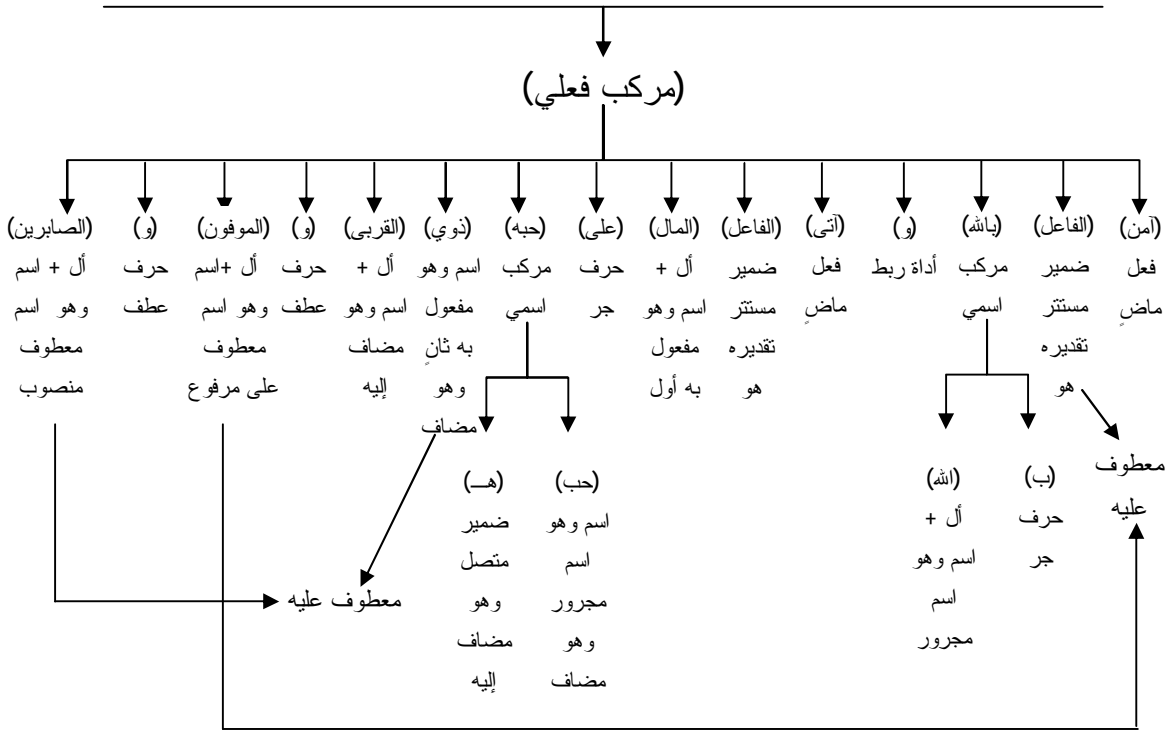 (مركب فعلي)
(آمن)
فعل
ماضٍ
(الفاعل)
ضمير
مستتر
تقديره
هو
(بالله)
مركب
اسمي
(و)
أداة ربط
(آتى)
فعل
ماضٍ
(الفاعل)
ضمير
مستتر
تقديره
هو
(المال)
أل +
اسم وهو
مفعول
به أول
(على)
حرف
جر
(حبه)
مركب
اسمي
(ذوي)
اسم وهو
مفعول
به ثانٍ
وهو
مضاف
(القربى)
أل +
اسم وهو
مضاف
إليه
(و)
حرف
عطف
(الموفون)
أل +اسم
وهو اسم
معطوف
على مرفوع
(و)
حرف
عطف
(الصابرين)
أل + اسم
وهو اسم
معطوف
منصوب
معطوف
عليه
(ب)
حرف
جر
(الله)
أل +
اسم وهو
اسم
مجرور
(حب)
اسم وهو
اسم
مجرور
وهو
مضاف
(هـ)
ضمير
متصل
وهو
مضاف
إليه
معطوف عليه